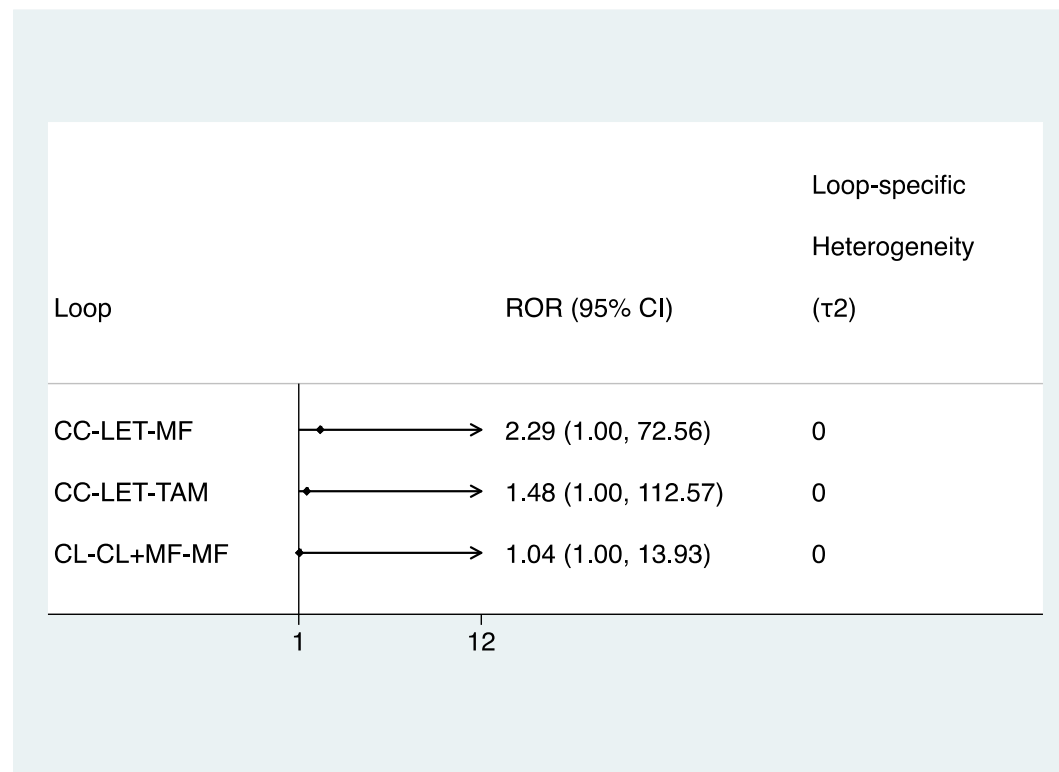 Loop-specific
Heterogeneity
Loop ROR (95% CI) (τ2)
CC-LET-MF 2.29 (1.00, 72.56) 0
CC-LET-TAM 1.48 (1.00, 112.57) 0
CL-CL+MF-MF 1.04 (1.00, 13.93) 0
1 12